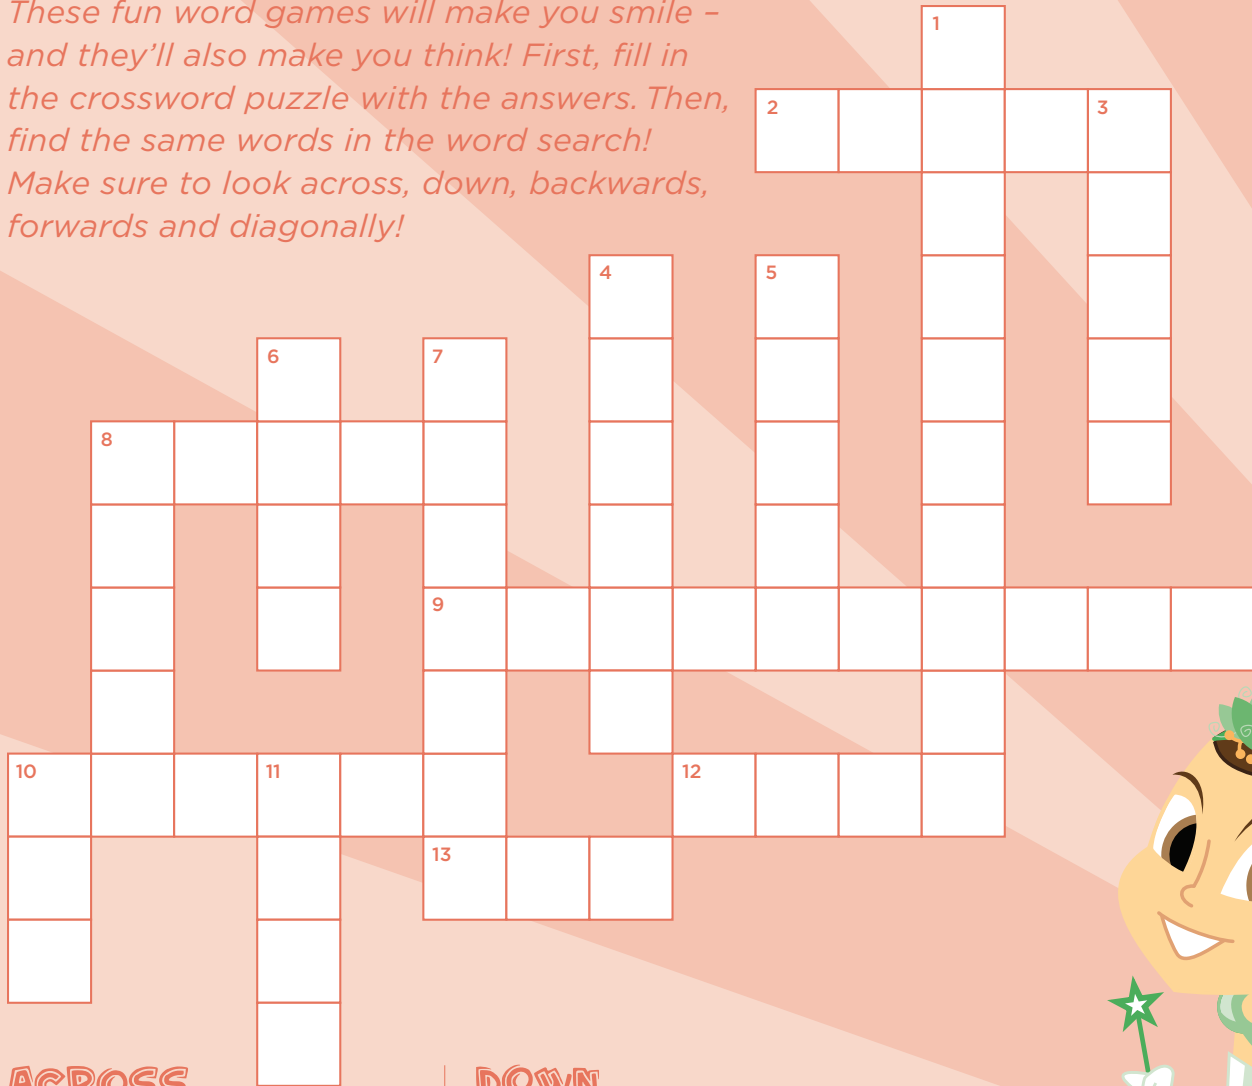 These fun word games will make you smile –
and they’ll also make you think! First, fill in
the crossword puzzle with the answers. Then,
find the same words in the word search!
Make sure to look across, down, backwards,
forwards and diagonally!
1
2 3
4 5
6 7
8
9
10 11 12
13
ACROSS DOWN